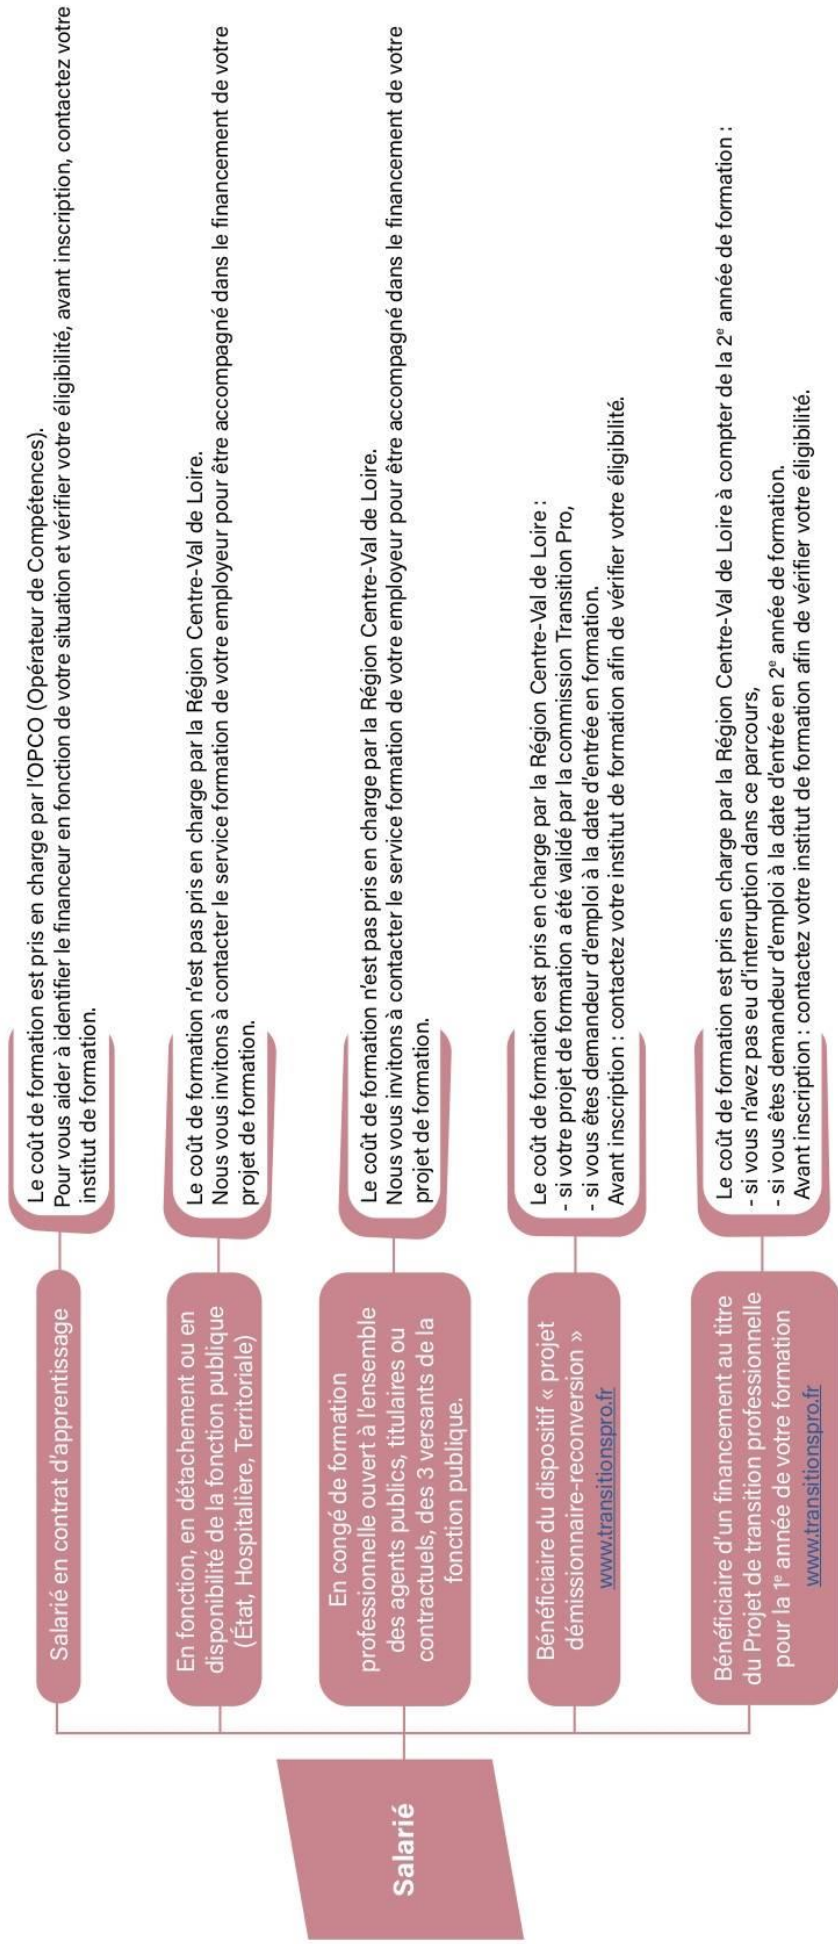 Salarié
Salarié en contrat d'apprentissage
Le coût de formation est pris en charge par l'OPCO (Opérateur de Compétences).
Pour vous aider à identifier le financeur en fonction de votre situation et vérifier votre éligibilité, avant inscription, contactez votre
institut de formation.
En fonction, en détachement ou en
disponibilité de la fonction publique
(État, Hospitalière, Territoriale)
Le coût de formation n'est pas pris en charge par la Région Centre-Val de Loire.
Nous vous invitons à contacter le service formation de votre employeur pour être accompagné dans le financement de votre
projet de formation.
En congé de formation
professionnelle ouvert à l'ensemble
des agents publics, titulaires ou
contractuels, des 3 versants de la
fonction publique.
Le coût de formation n'est pas pris en charge par la Région Centre-Val de Loire.
Nous vous invitons à contacter le service formation de votre employeur pour être accompagné dans le financement de votre
projet de formation.
Bénéficiaire du dispositif « projet
démissionnaire-reconversion »
www.transitionspro.fr
Le coût de formation est pris en charge par la Région Centre-Val de Loire :
- si votre projet de formation a été validé par la commission Transition Pro,
- si vous êtes demandeur d'emploi à la date d'entrée en formation.
Avant inscription : contactez votre institut de formation afin de vérifier votre éligibilité.
Bénéficiaire d'un financement au titre
du Projet de transition professionnelle
pour la 1ᵉ année de votre formation
www.transitionspro.fr
Le coût de formation est pris en charge par la Région Centre-Val de Loire à compter de la 2ᵉ année de formation :
- si vous n'avez pas eu d'interruption dans ce parcours,
- si vous êtes demandeur d'emploi à la date d'entrée en 2ᵉ année de formation.
Avant inscription : contactez votre institut de formation afin de vérifier votre éligibilité.